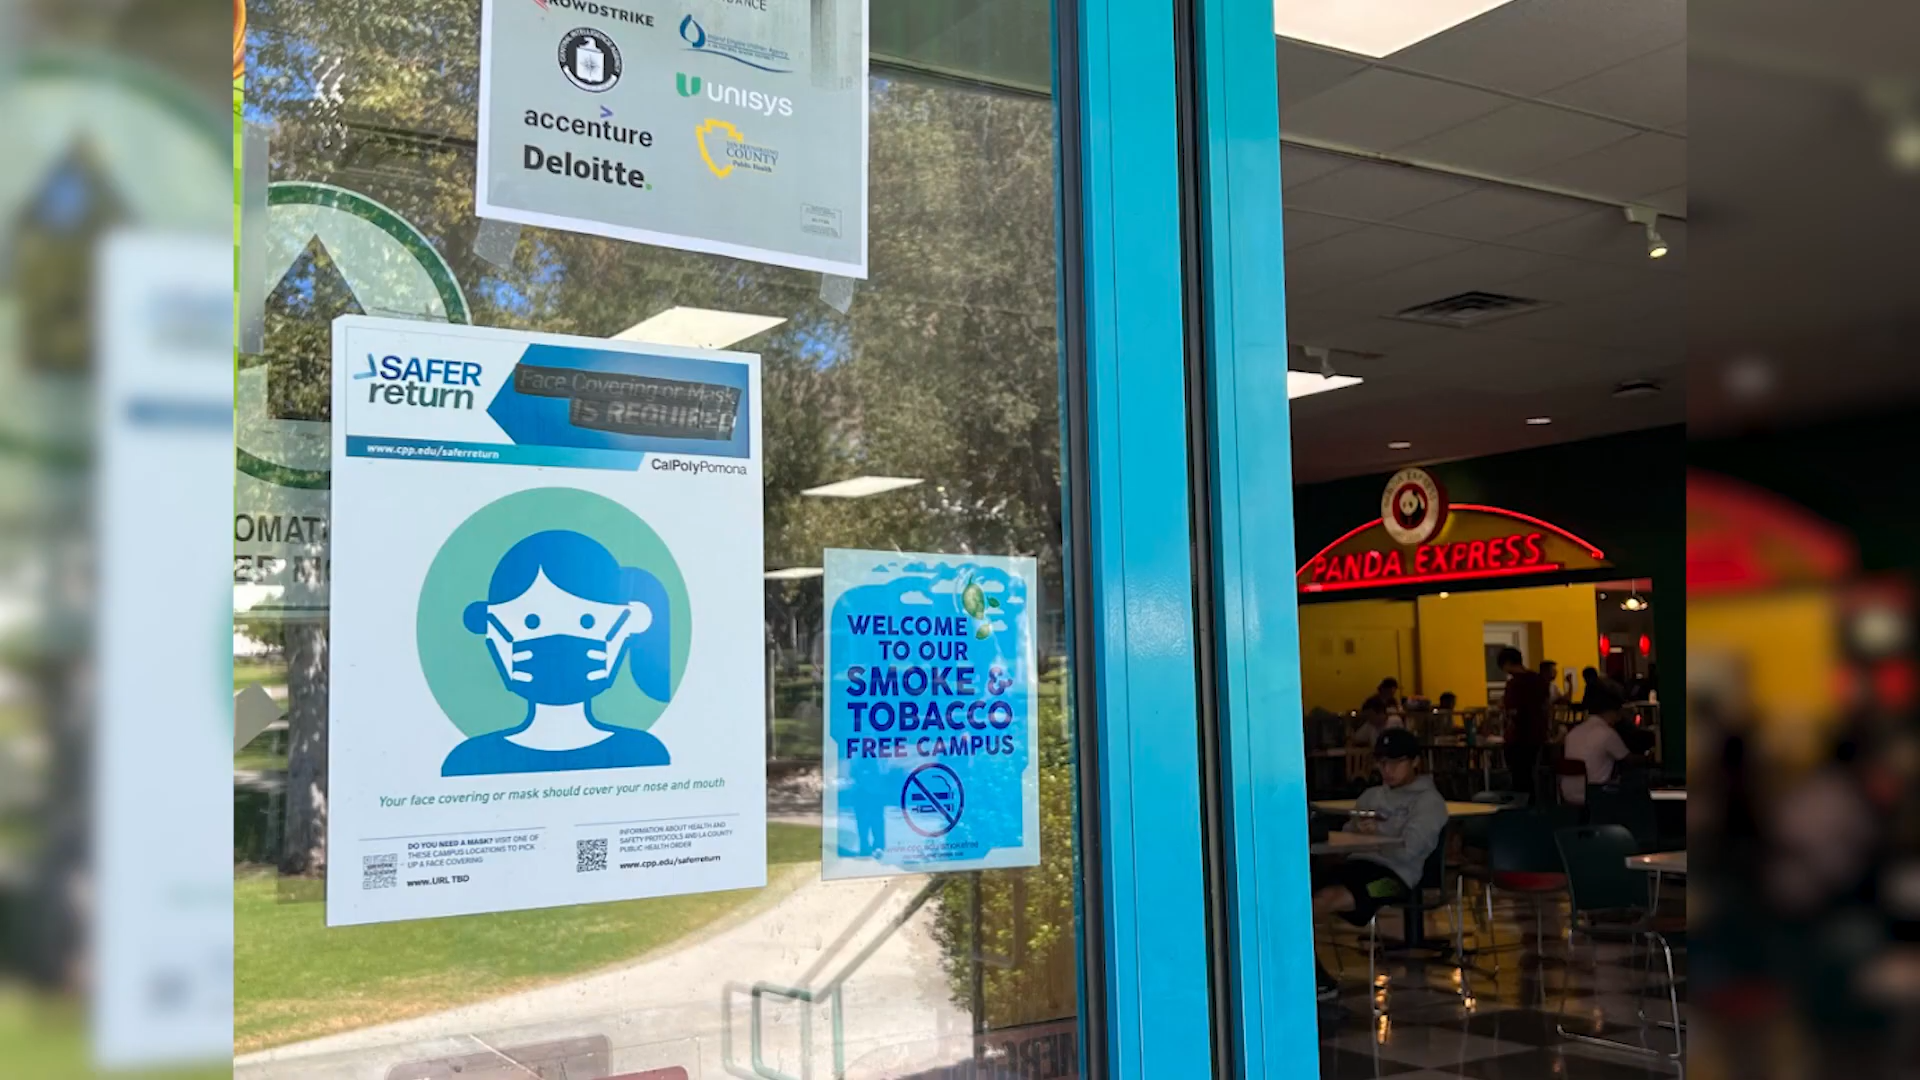 CROWDSTRIKE
accenture
Deloitte.
UNISYS
COUNTY
Public Health
SAFER
return
Face Covering or Mask
IS REQUIRED
www.cpp.edu/saferreturn
CalPolyPomona
Your face covering or mask should cover your nose and mouth
DO YOU NEED A MASK? VISIT ONE OF
THESE CAMPUS LOCATIONS TO PICK
UP A FACE COVERING
www.URL TBD
INFORMATION ABOUT HEALTH AND
SAFETY PROTOCOLS AND LA COUNTY
PUBLIC HEALTH ORDER
www.cpp.edu/saferreturn
WELCOME
TO OUR
SMOKE &
TOBACCO
FREE CAMPUS
PANDA EXPRESS